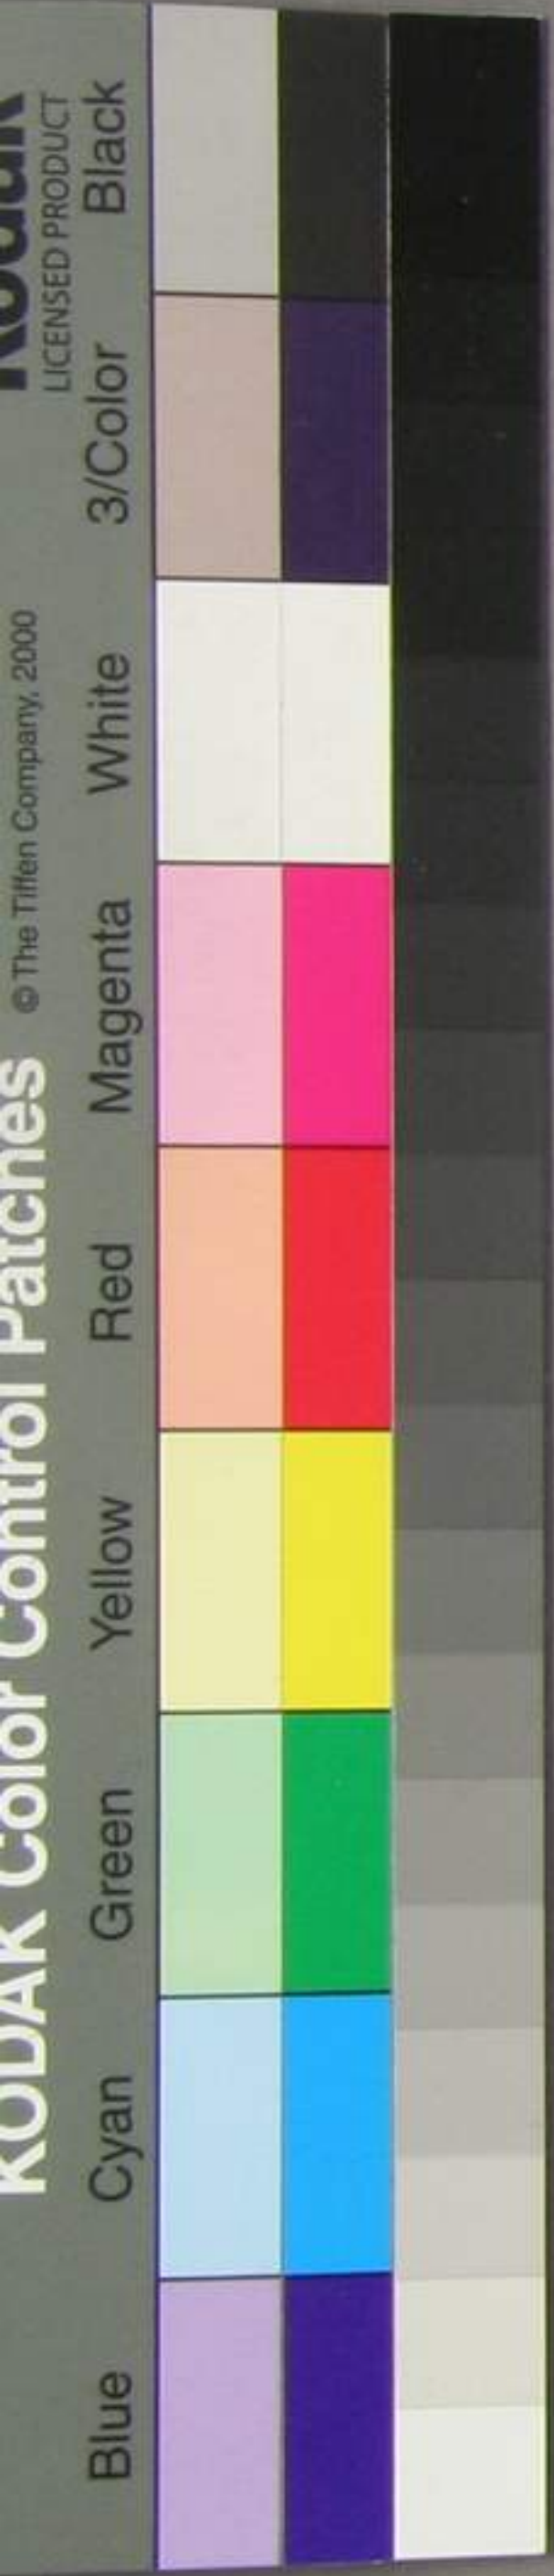 KODAK Color Control Patches © The Tiffen Company, 2000 Kodak
LICENSED PRODUCT
Blue Cyan Green Yellow Red Magenta White 3/Color Black